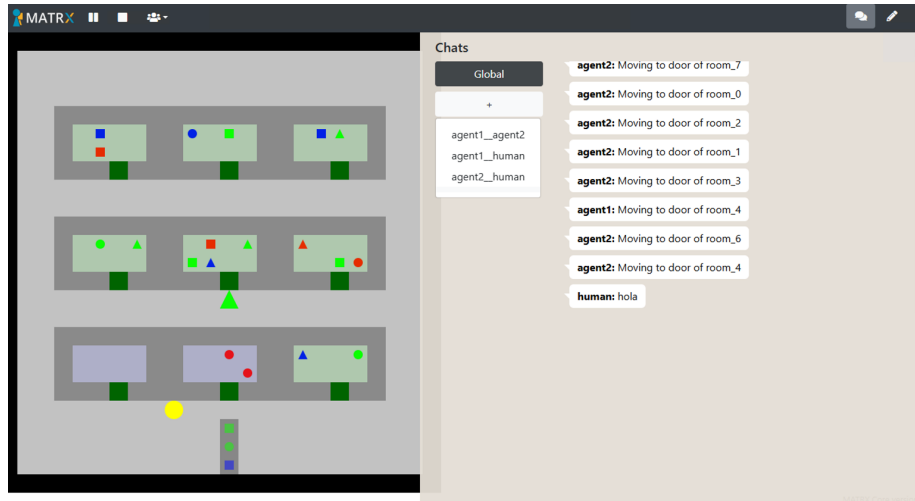 MATRX
Chats
Global
+
agent1__agent2
agent1__human
agent2__human
agent2: Moving to door of room_7
agent2: Moving to door of room_0
agent2: Moving to door of room_2
agent2: Moving to door of room_1
agent2: Moving to door of room_3
agent1: Moving to door of room_4
agent2: Moving to door of room_6
agent2: Moving to door of room_4
human: hola